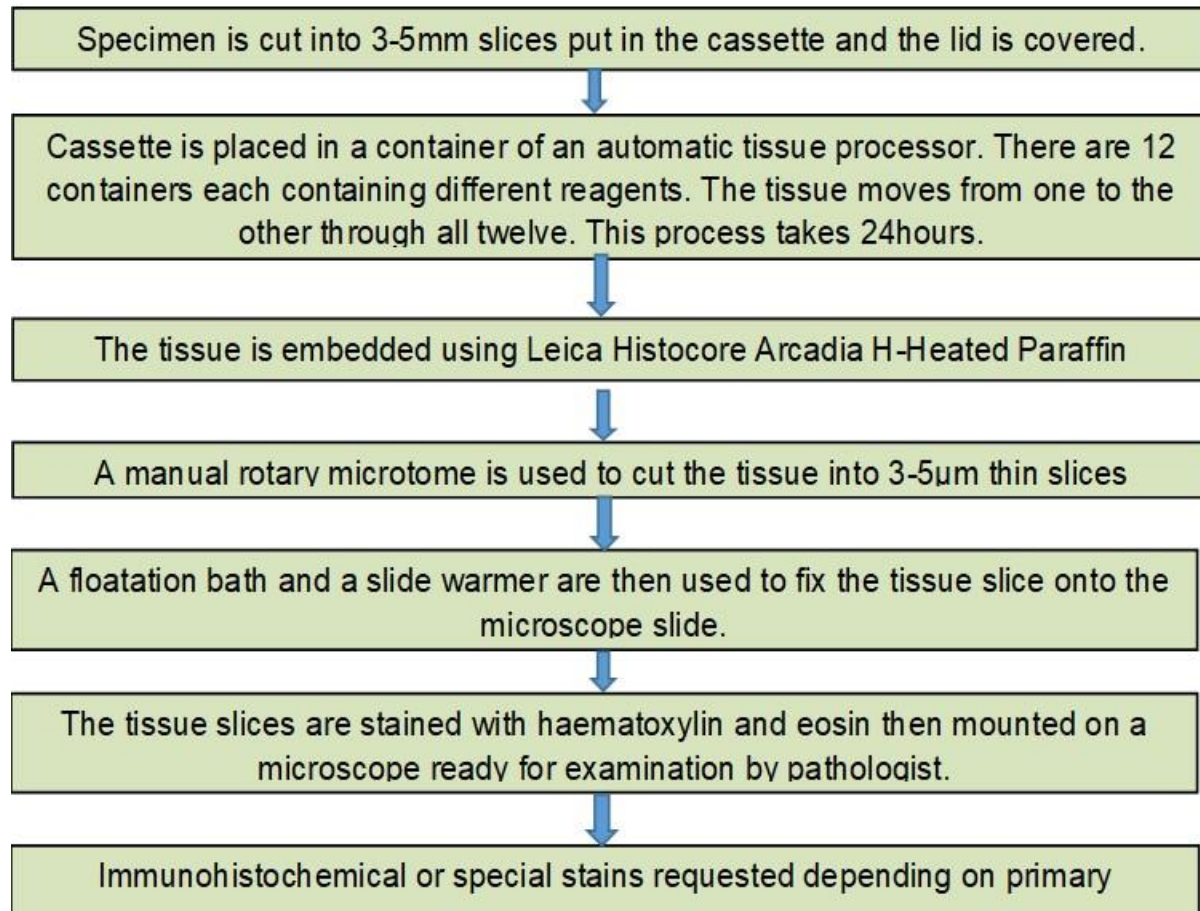 Specimen is cut into 3-5mm slices put in the cassette and the lid is covered.
Cassette is placed in a container of an automatic tissue processor. There are 12
containers each containing different reagents. The tissue moves from one to the
other through all twelve. This process takes 24hours.
The tissue is embedded using Leica Histocore Arcadia H-Heated Paraffin
A manual rotary microtome is used to cut the tissue into 3-5µm thin slices
A floatation bath and a slide warmer are then used to fix the tissue slice onto the
microscope slide.
The tissue slices are stained with haematoxylin and eosin then mounted on a
microscope ready for examination by pathologist.
Immunohistochemical or special stains requested depending on primary